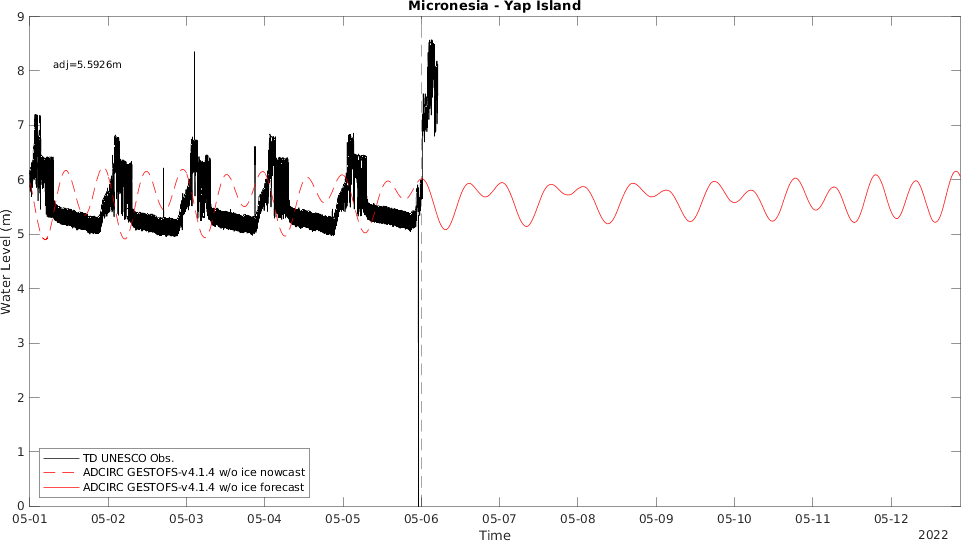 Micronesia - Yap Island
9
8
7
6
5
4
3
2
1
0
Water Level (m)
adj=5.5926m
TD UNESCO Obs.
ADCIRC GESTOFS-v4.1.4 w/o ice nowcast
ADCIRC GESTOFS-v4.1.4 w/o ice forecast
05-01 05-02 05-03 05-04 05-05 05-06 05-07 05-08 05-09 05-10 05-11 05-12
Time
2022